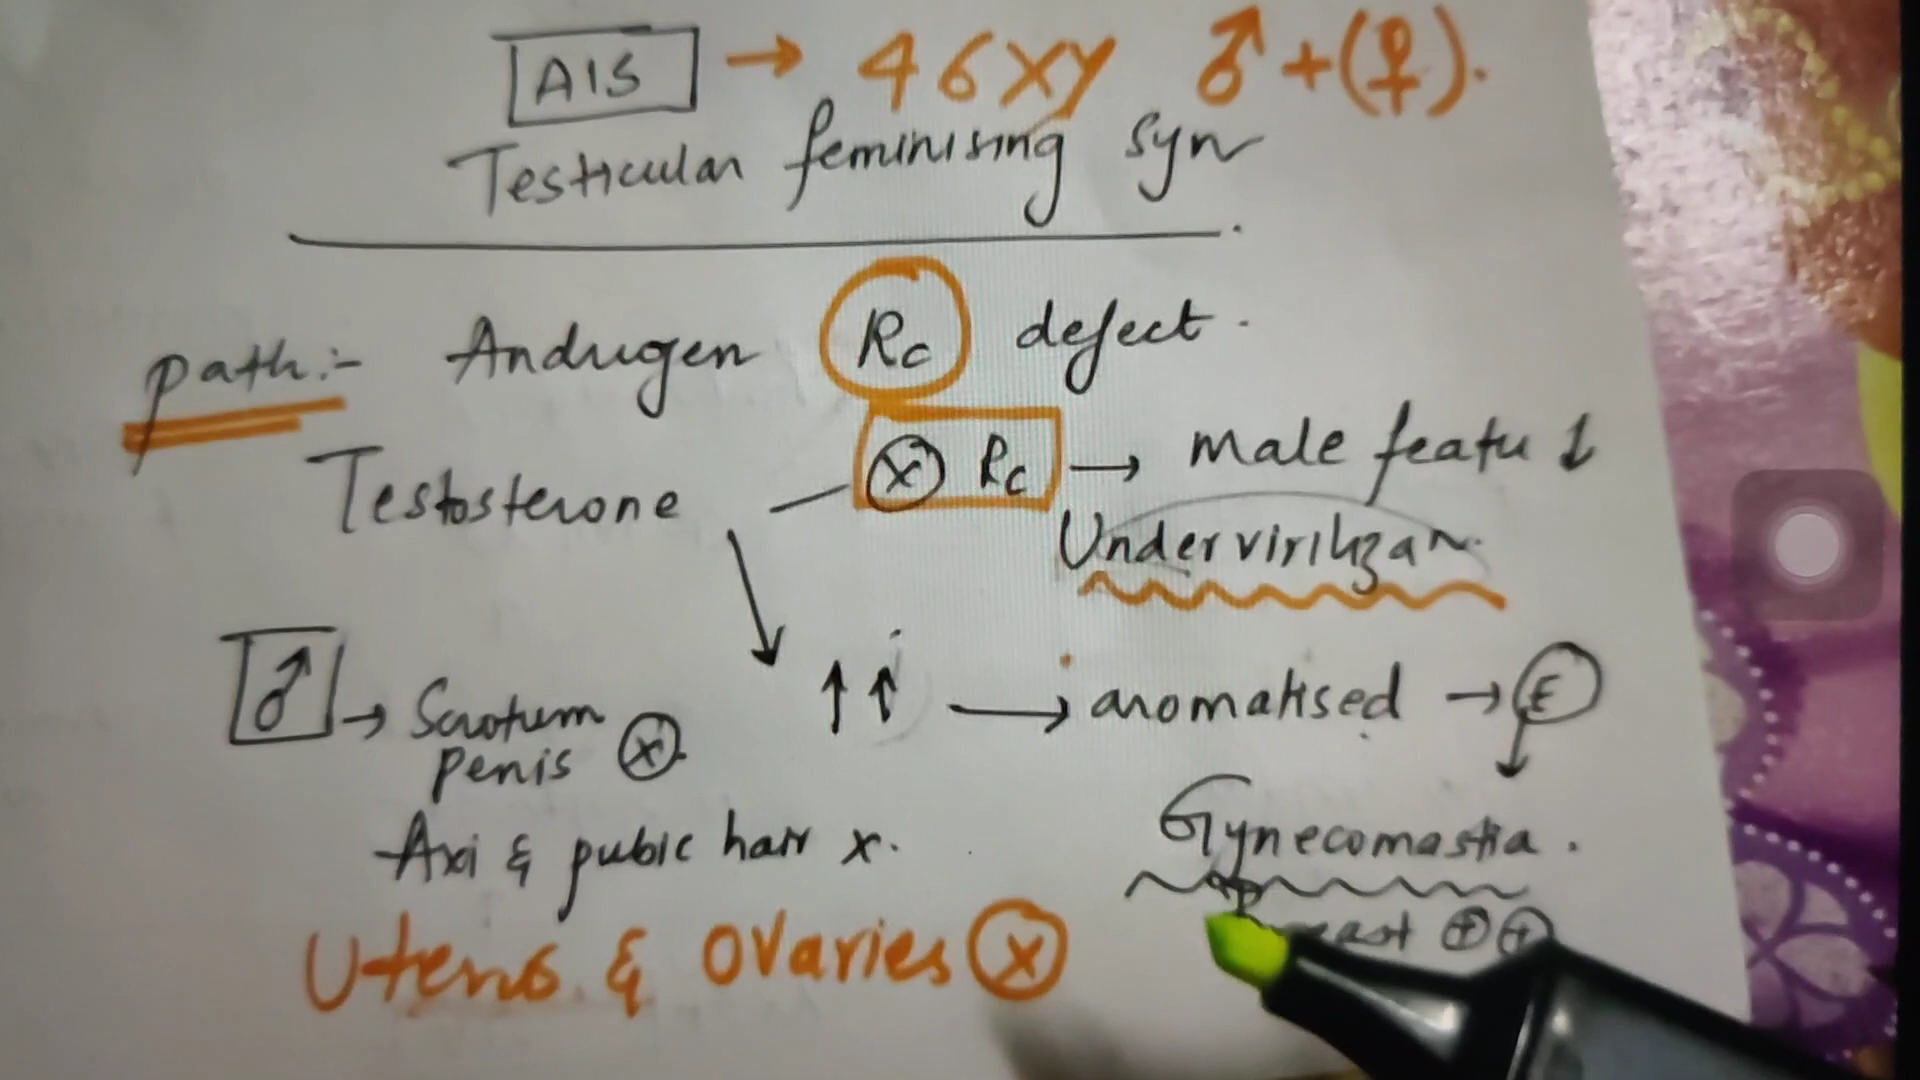 AIS → 46XY ♂+(♀).
Testicular feminising syn
path:- Androgen Rc defect.
Testosterone — ⓧ Rc → male featu ↓
Undervirilizan.
♂ → Scrotum
penis ⓧ
↑↑ → aromatised → Ⓔ
Gynecomastia.
Axi & pubic hair x.
⊕⊕
Uterus & ovaries ⓧ